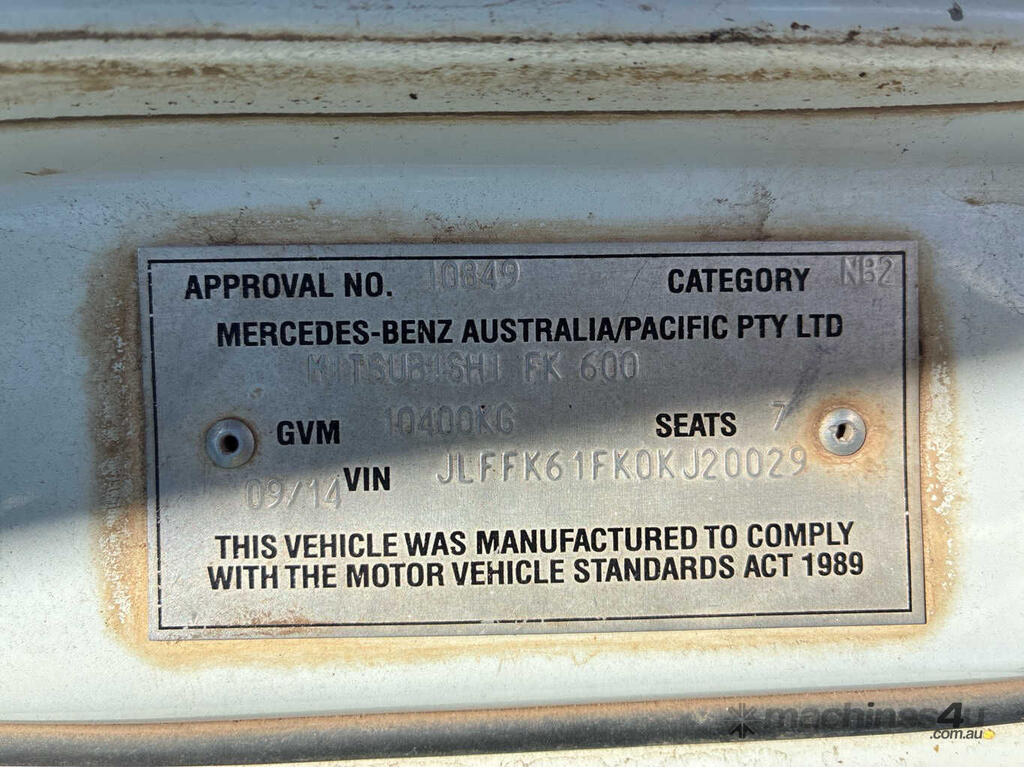 APPROVAL NO. 10849 CATEGORY NB2
MERCEDES-BENZ AUSTRALIA/PACIFIC PTY LTD
MITSUBISHI FK 600
GVM 10400KG SEATS 7
09/14 VIN JLFFK61FK0KJ20029
THIS VEHICLE WAS MANUFACTURED TO COMPLY
WITH THE MOTOR VEHICLE STANDARDS ACT 1989
machines4u
.com.au